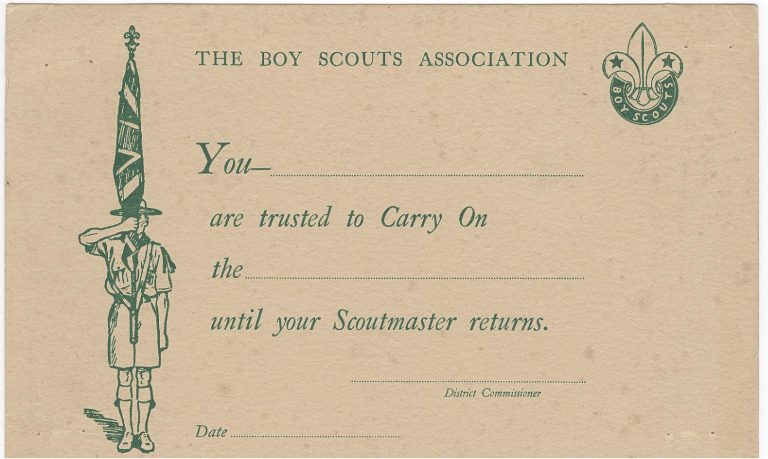 THE BOY SCOUTS ASSOCIATION
BOY SCOUTS
You—
are trusted to Carry On
the
until your Scoutmaster returns.
District Commissioner
Date